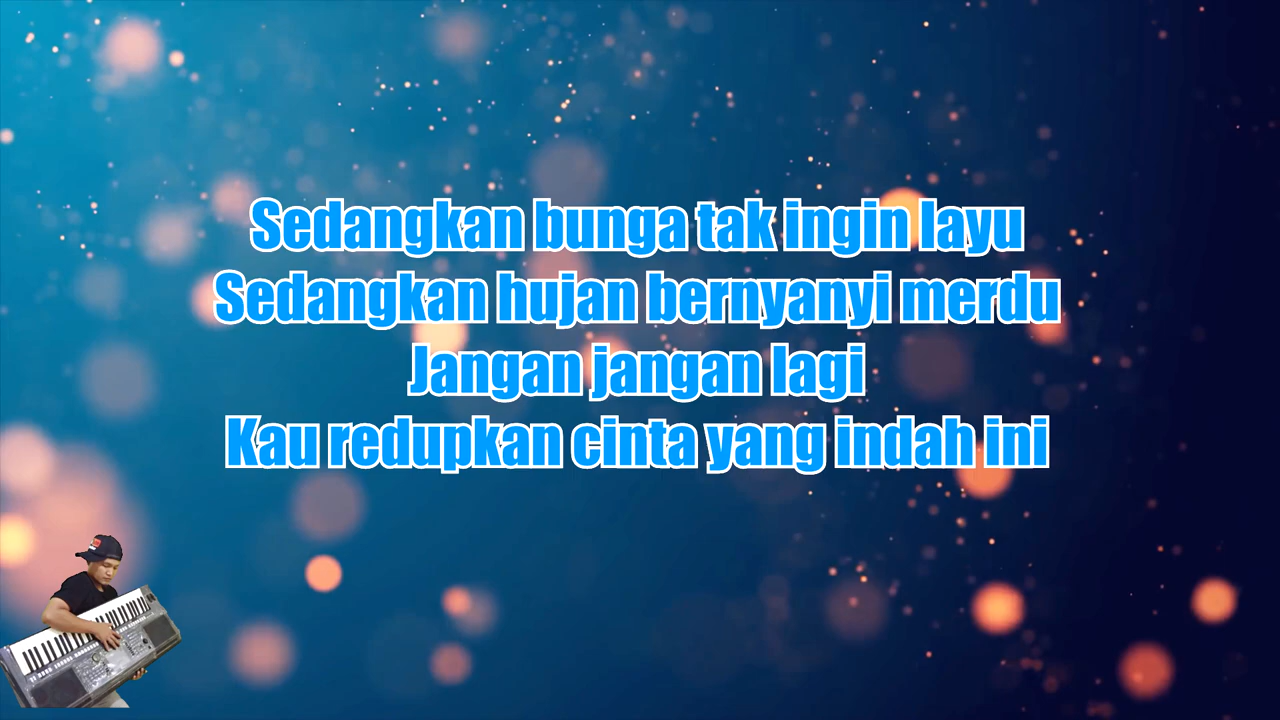 Sedangkan bunga tak ingin layu
Sedangkan hujan bernyanyi merdu
Jangan jangan lagi
Kau redupkan cinta yang indah ini